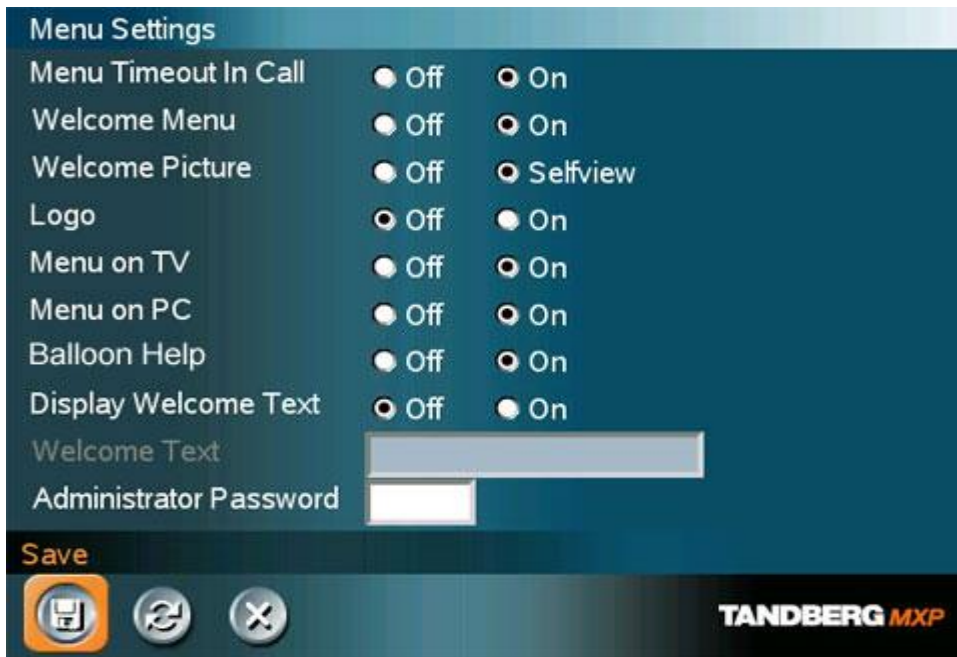 Menu Settings
Menu Timeout In Call Off On
Welcome Menu Off On
Welcome Picture Off Selfview
Logo Off On
Menu on TV Off On
Menu on PC Off On
Balloon Help Off On
Display Welcome Text Off On
Welcome Text
Administrator Password
Save
TANDBERG MXP